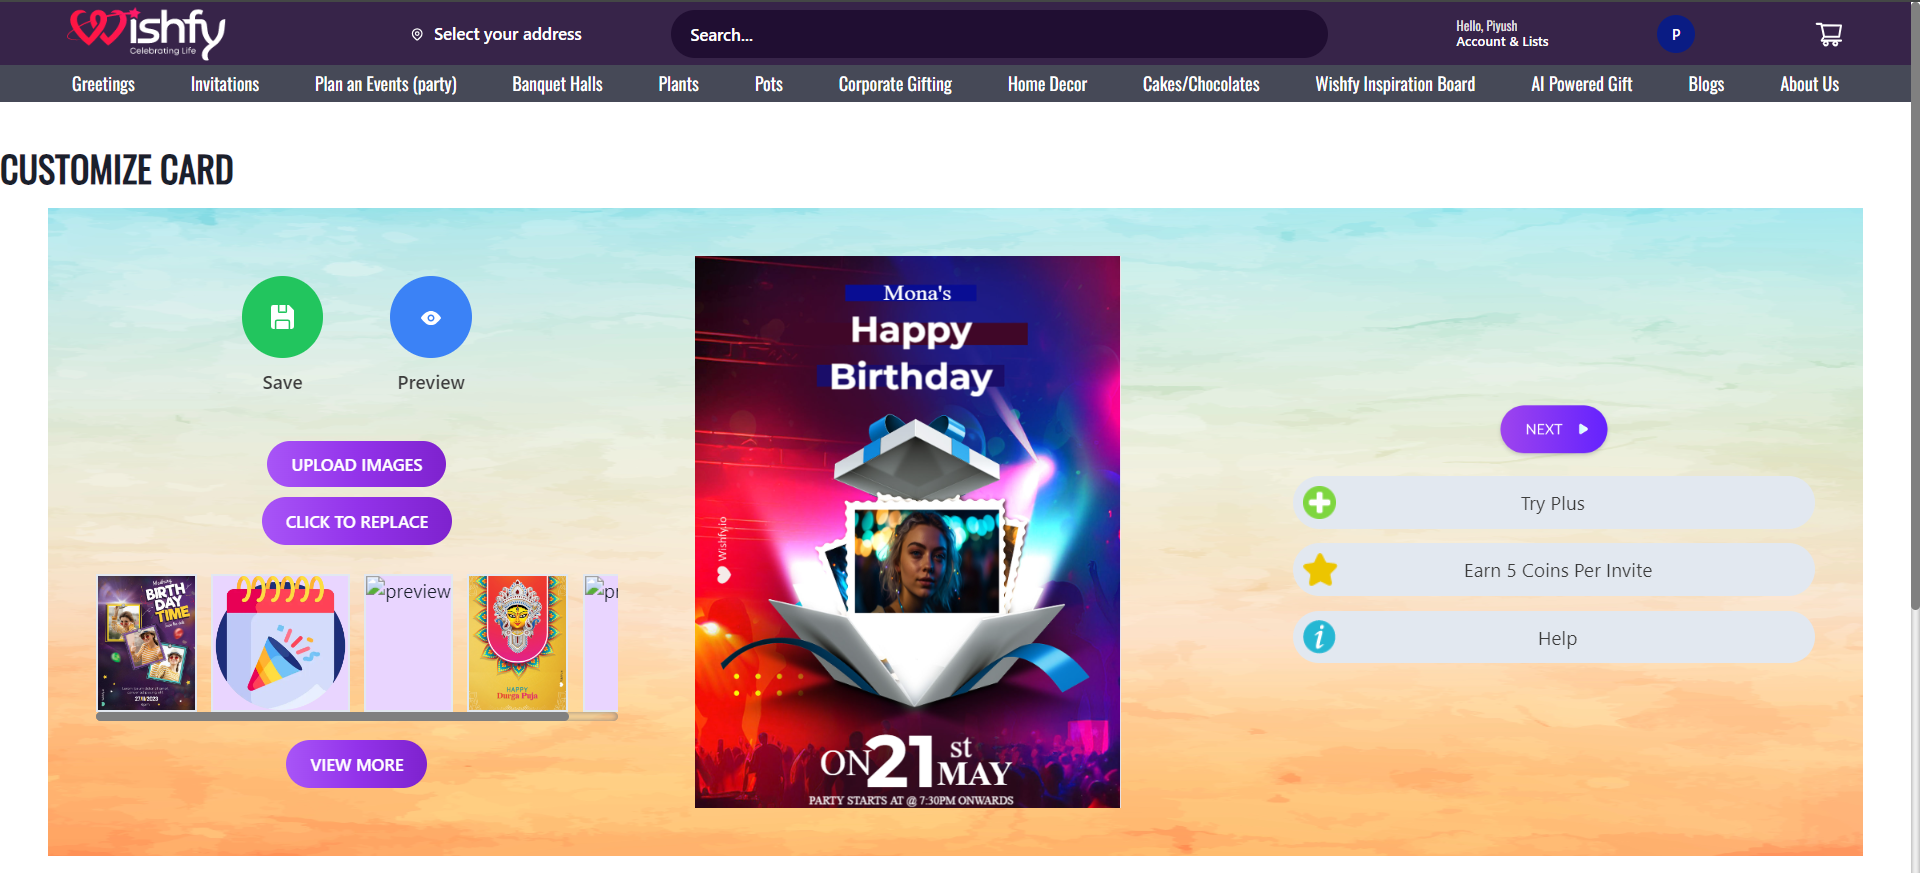 Wishfy
Celebrating Life
Select your address
Search...
Hello, Piyush
Account & Lists
P
Greetings
Invitations
Plan an Events (party)
Banquet Halls
Plants
Pots
Corporate Gifting
Home Decor
Cakes/Chocolates
Wishfy Inspiration Board
AI Powered Gift
Blogs
About Us
CUSTOMIZE CARD
Save
Preview
UPLOAD IMAGES
CLICK TO REPLACE
BIRTH
DAY
TIME
27/11/2023
preview
HAPPY
Durga Puja
pr
VIEW MORE
Mona's
Happy
Birthday
Wishfy.io
ON 21 st
MAY
PARTY STARTS AT @ 7:30PM ONWARDS
NEXT
Try Plus
Earn 5 Coins Per Invite
i
Help